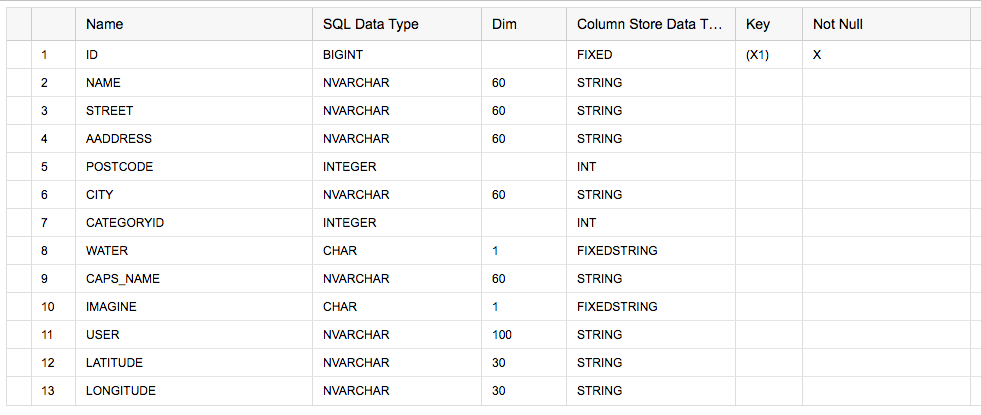 Name SQL Data Type Dim Column Store Data T... Key Not Null
1 ID BIGINT FIXED (X1) X
2 NAME NVARCHAR 60 STRING
3 STREET NVARCHAR 60 STRING
4 AADDRESS NVARCHAR 60 STRING
5 POSTCODE INTEGER INT
6 CITY NVARCHAR 60 STRING
7 CATEGORYID INTEGER INT
8 WATER CHAR 1 FIXEDSTRING
9 CAPS_NAME NVARCHAR 60 STRING
10 IMAGINE CHAR 1 FIXEDSTRING
11 USER NVARCHAR 100 STRING
12 LATITUDE NVARCHAR 30 STRING
13 LONGITUDE NVARCHAR 30 STRING